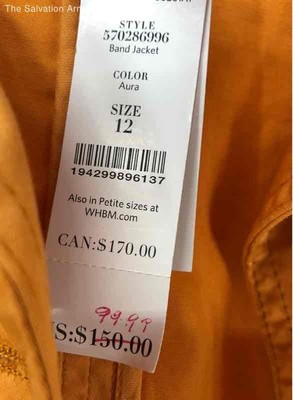 The Salvation Ar
STYLE
570286996
Band Jacket
COLOR
Aura
SIZE
12
194299896137
Also in Petite sizes at
WHBM.com
CAN:$170.00
99.99
US:$150.00